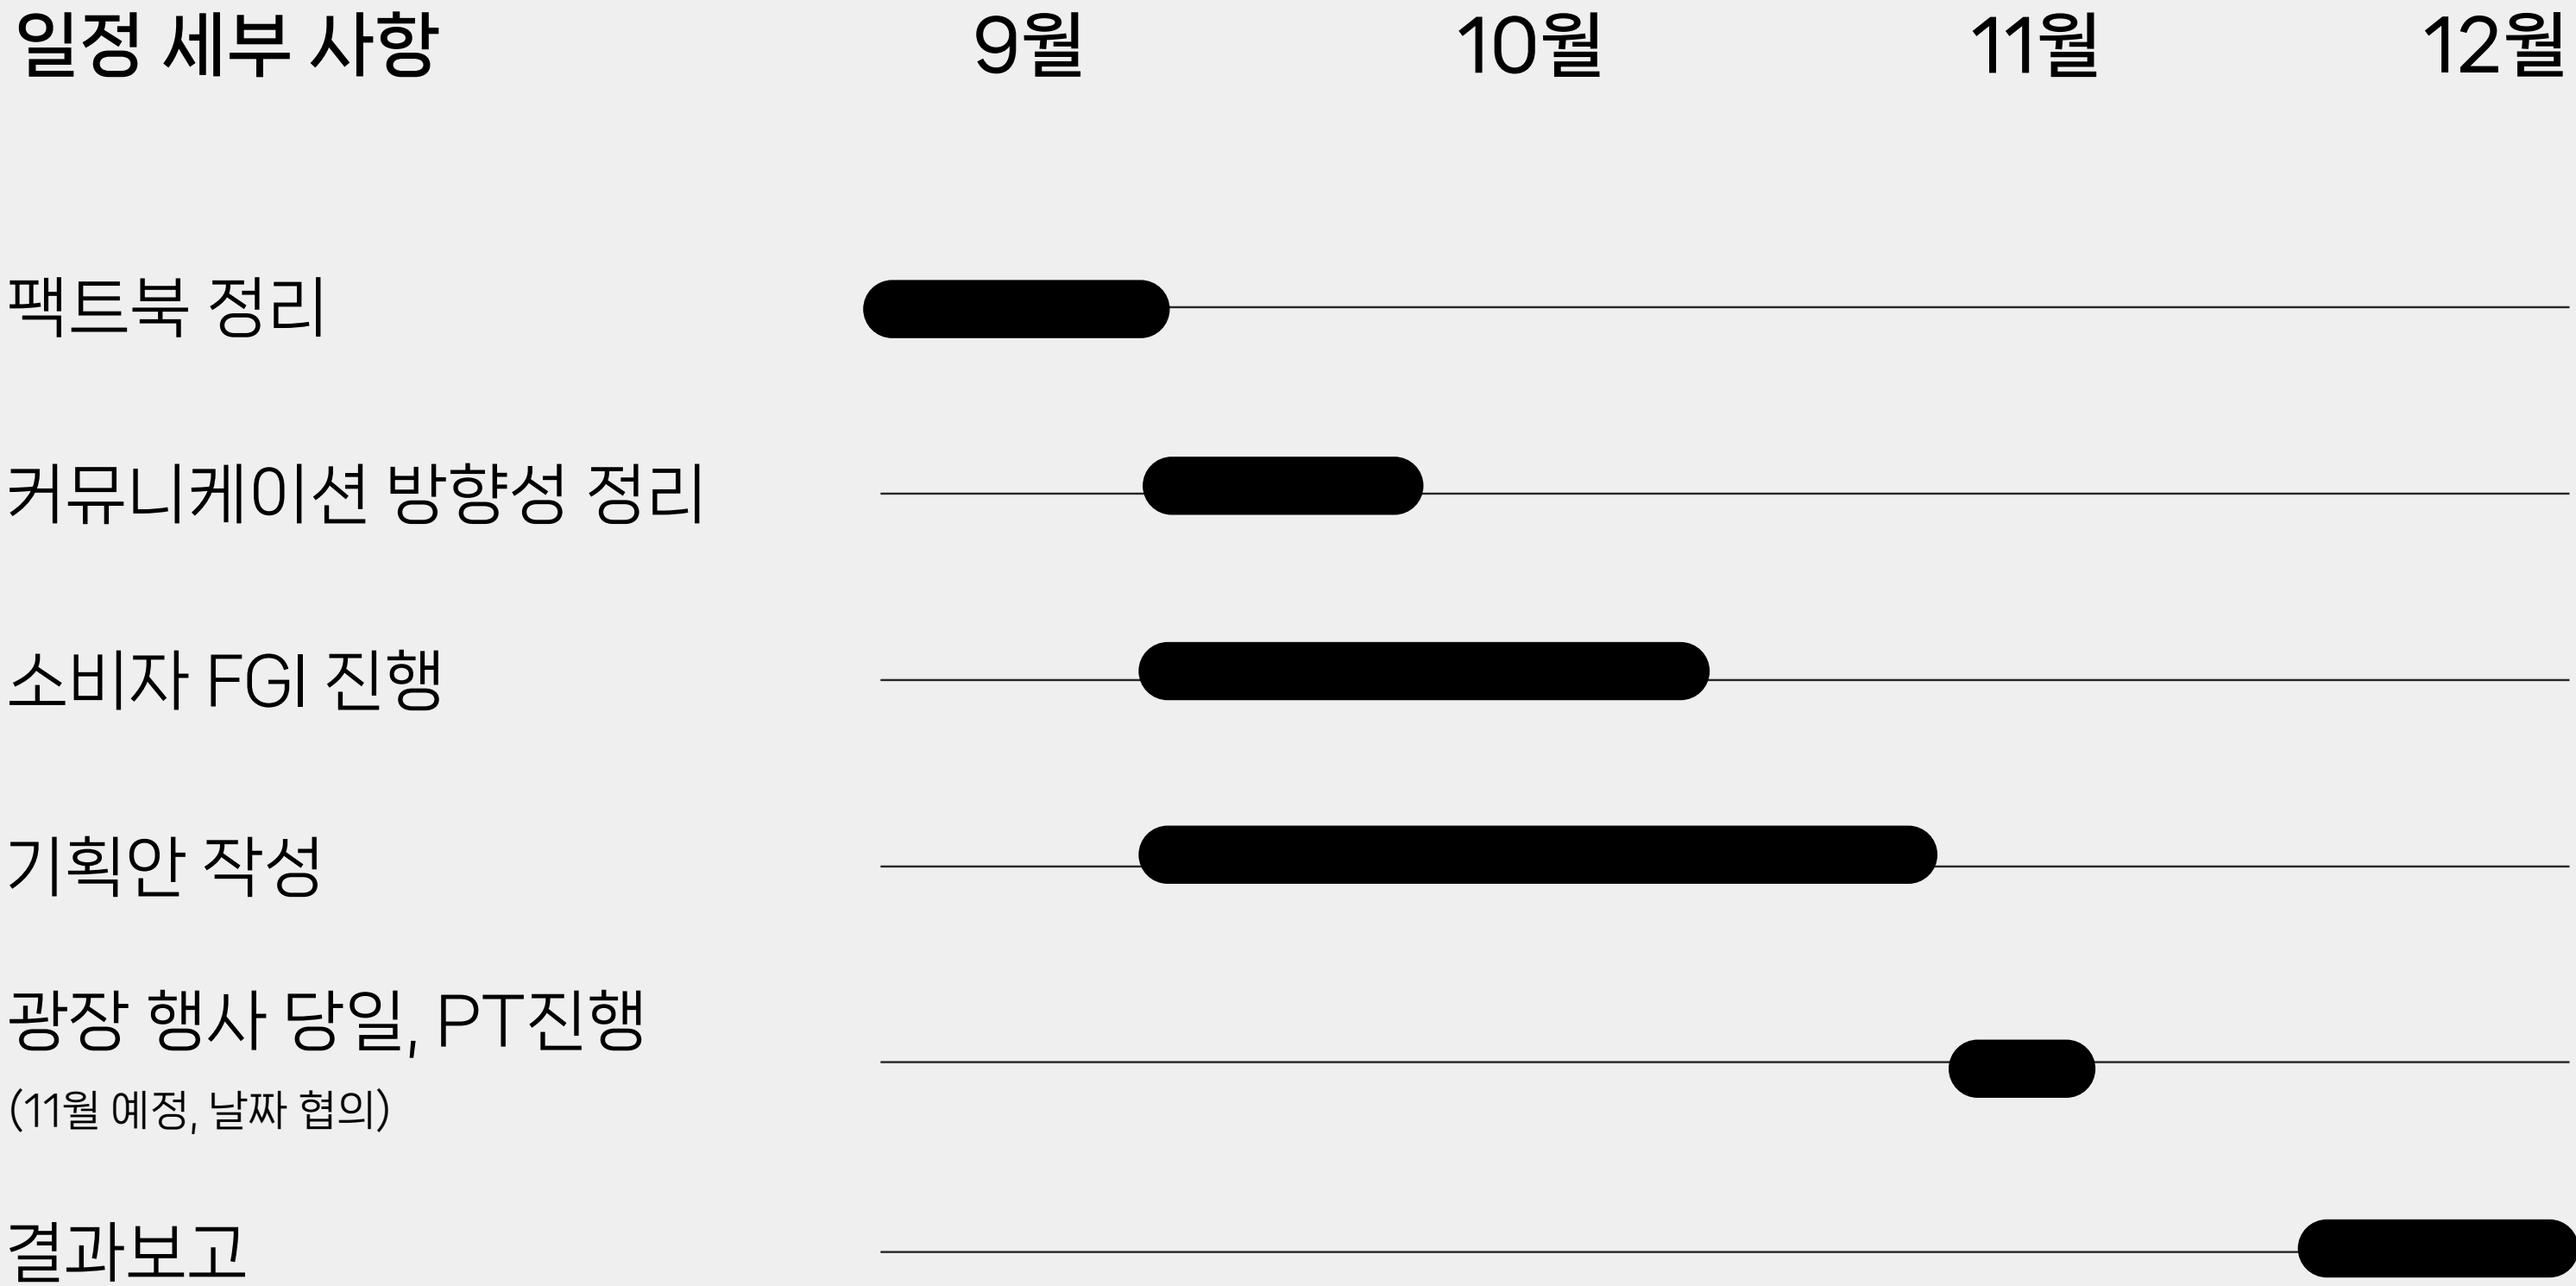 일정 세부 사항 9월 10월 11월 12월
팩트북 정리
커뮤니케이션 방향성 정리
소비자 FGI 진행
기획안 작성
광장 행사 당일, PT진행
(11월 예정, 날짜 협의)
결과보고